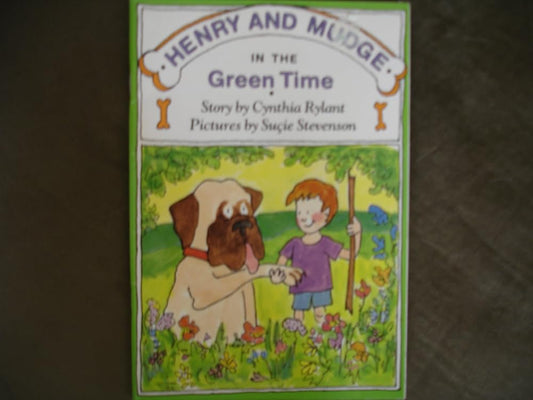 HENRY AND MUDGE
IN THE
Green Time
Story by Cynthia Rylant
Pictures by Suçie Stevenson